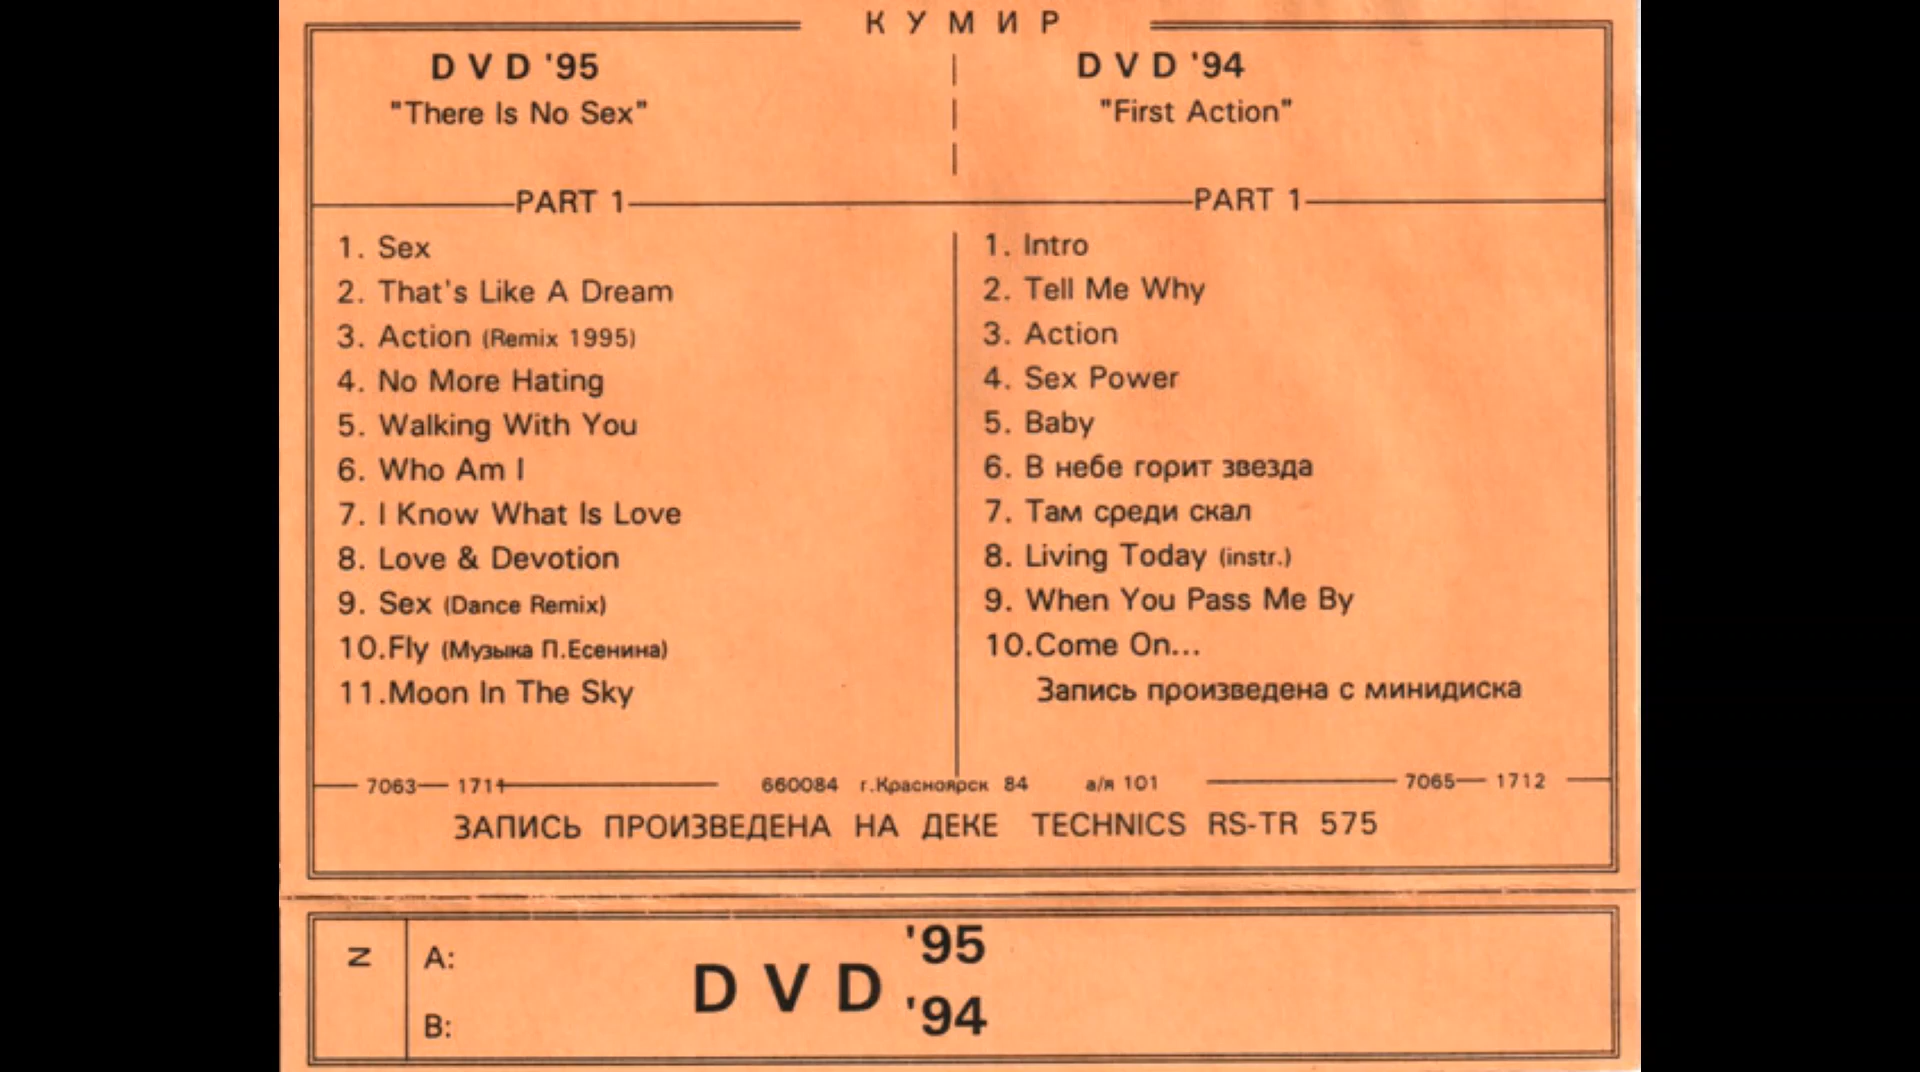 КУМИР
DVD '95
"There Is No Sex"
PART 1
1. Sex
2. That's Like A Dream
3. Action (Remix 1995)
4. No More Hating
5. Walking With You
6. Who Am I
7. I Know What Is Love
8. Love & Devotion
9. Sex (Dance Remix)
10.Fly (Музыка П.Есенина)
11.Moon In The Sky
DVD '94
"First Action"
PART 1
1. Intro
2. Tell Me Why
3. Action
4. Sex Power
5. Baby
6. В небе горит звезда
7. Там среди скал
8. Living Today (instr.)
9. When You Pass Me By
10.Come On...
Запись произведена с минидиска
7063 — 1711 660084 г.Красноярск 84 а/я 101 7065 — 1712
ЗАПИСЬ ПРОИЗВЕДЕНА НА ДЕКЕ TECHNICS RS-TR 575
N
A:
B:
DVD '95
'94